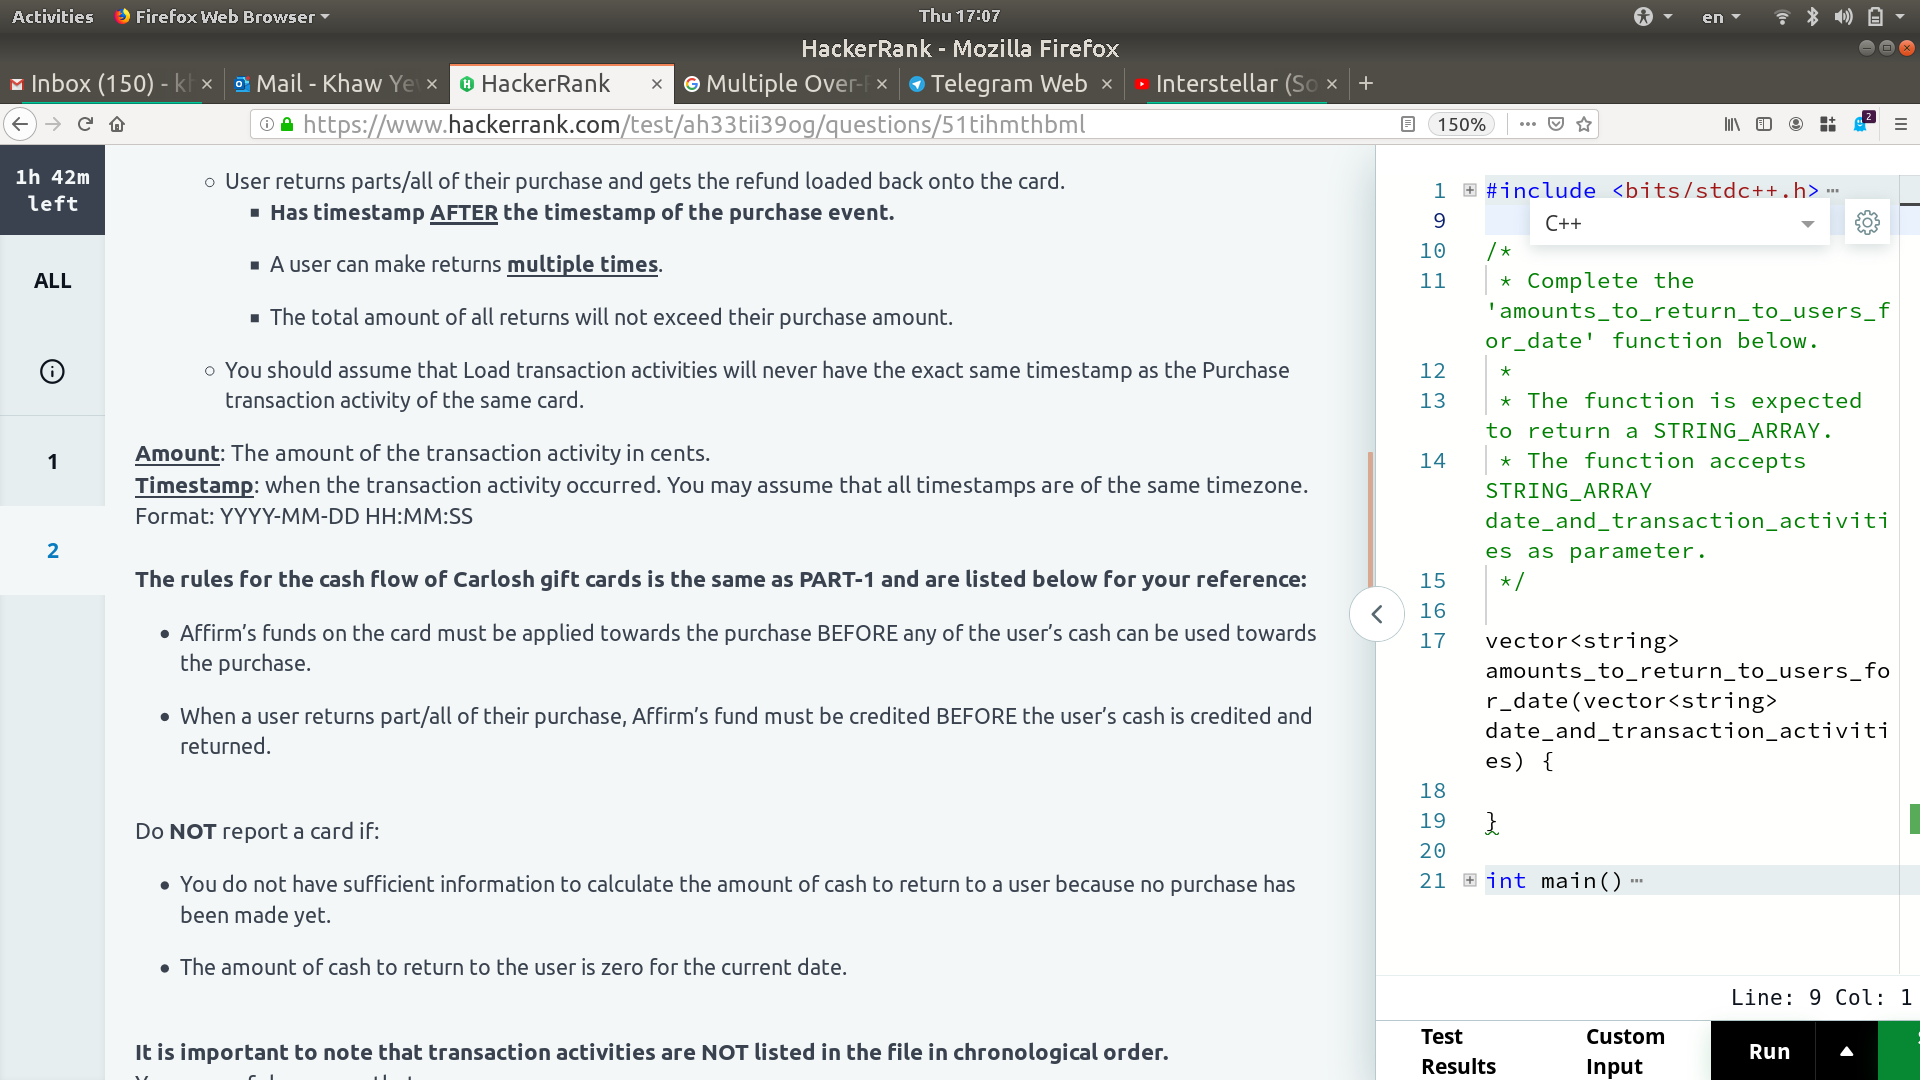 Activities Firefox Web Browser Thu 17:07 en
HackerRank - Mozilla Firefox
Inbox (150) - kh Mail - Khaw Ye HackerRank Multiple Over- Telegram Web Interstellar (So
https://www.hackerrank.com/test/ah33tii39og/questions/51tihmthbml 150% 2
1h 42m
left
ALL
1
2
User returns parts/all of their purchase and gets the refund loaded back onto the card.
Has timestamp AFTER the timestamp of the purchase event.
A user can make returns multiple times.
The total amount of all returns will not exceed their purchase amount.
You should assume that Load transaction activities will never have the exact same timestamp as the Purchase
transaction activity of the same card.
Amount: The amount of the transaction activity in cents.
Timestamp: when the transaction activity occurred. You may assume that all timestamps are of the same timezone.
Format: YYYY-MM-DD HH:MM:SS
The rules for the cash flow of Carlosh gift cards is the same as PART-1 and are listed below for your reference:
Affirm’s funds on the card must be applied towards the purchase BEFORE any of the user’s cash can be used towards
the purchase.
When a user returns part/all of their purchase, Affirm’s fund must be credited BEFORE the user’s cash is credited and
returned.
Do NOT report a card if:
You do not have sufficient information to calculate the amount of cash to return to a user because no purchase has
been made yet.
The amount of cash to return to the user is zero for the current date.
It is important to note that transaction activities are NOT listed in the file in chronological order.
1 #include <bits/stdc++.h>
C++
9
10 /*
11 * Complete the
'amounts_to_return_to_users_f
or_date' function below.
12 *
13 * The function is expected
to return a STRING_ARRAY.
14 * The function accepts
STRING_ARRAY
date_and_transaction_activiti
es as parameter.
15 */
16
17 vector<string>
amounts_to_return_to_users_fo
r_date(vector<string>
date_and_transaction_activiti
es) {
18
19 }
20
21 int main()
Line: 9 Col: 1
Test
Results
Custom
Input
Run